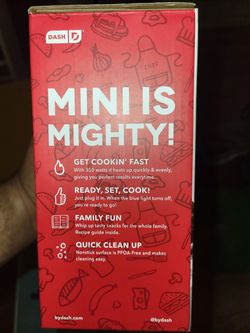 DASH
MINI IS
MIGHTY!
GET COOKIN' FAST
With 350 watts it heats up quickly & evenly,
giving you perfect results everytime.
READY, SET, COOK!
Just plug it in. When the blue light turns off,
you're ready to go!
FAMILY FUN
Whip up tasty snacks for the whole family.
Recipe guide inside.
QUICK CLEAN UP
Nonstick surface is PFOA-Free and makes
cleaning easy.
bydash.com
@bydash